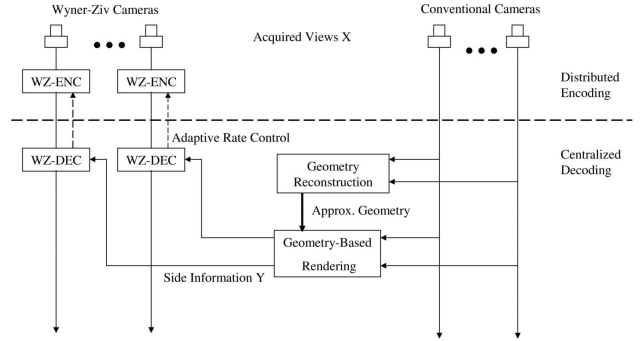 Wyner-Ziv Cameras
Conventional Cameras
Acquired Views X
WZ-ENC
WZ-ENC
Distributed
Encoding
Adaptive Rate Control
WZ-DEC
WZ-DEC
Centralized
Decoding
Geometry
Reconstruction
Approx. Geometry
Geometry-Based
Rendering
Side Information Y